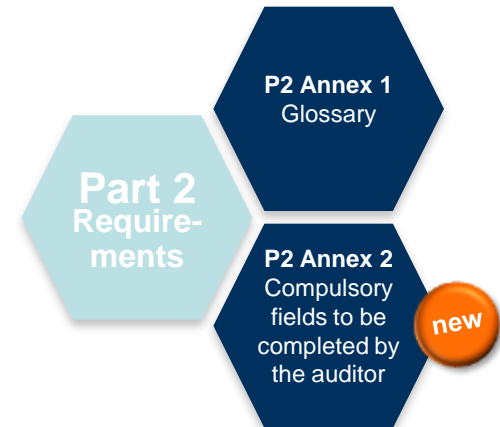 Part 2
Require-
ments
P2 Annex 1
Glossary
P2 Annex 2
Compulsory
fields to be
completed by
the auditor
new